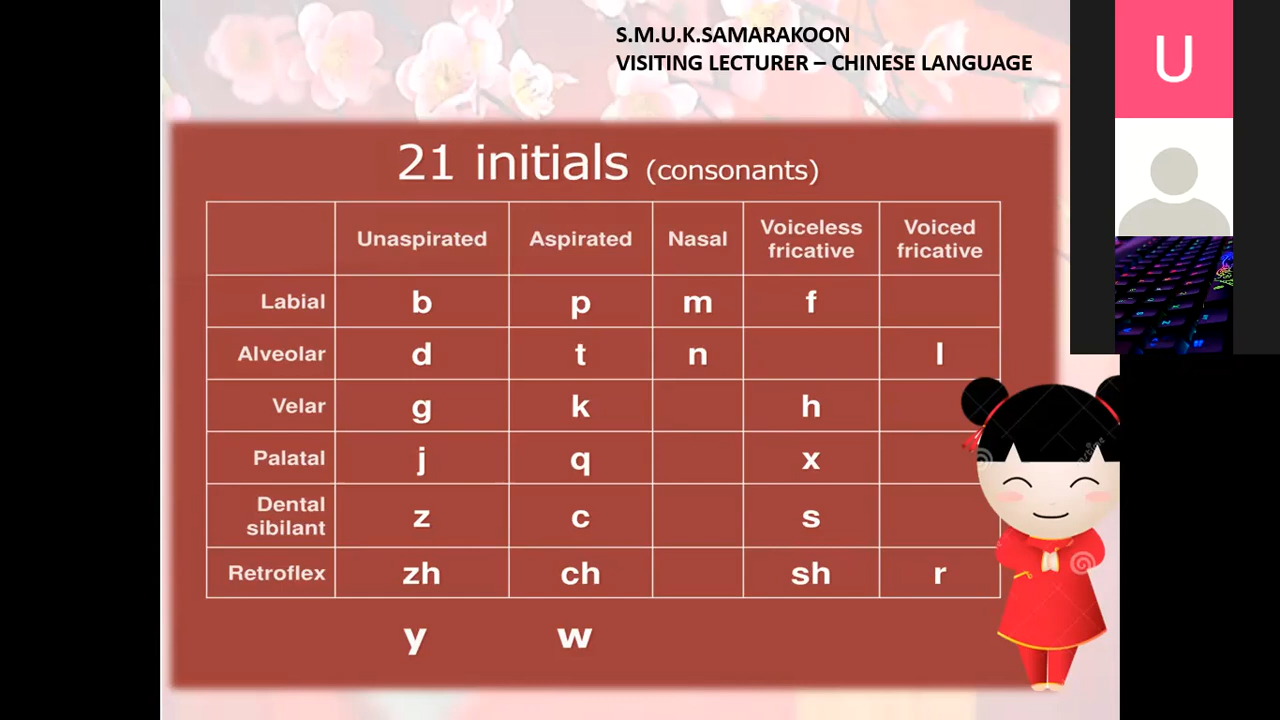 S.M.U.K.SAMARAKOON
VISITING LECTURER – CHINESE LANGUAGE
U
21 initials (consonants)
Unaspirated Aspirated Nasal Voiceless fricative Voiced fricative
Labial b p m f
Alveolar d t n l
Velar g k h
Palatal j q x
Dental sibilant z c s
Retroflex zh ch sh r
y w